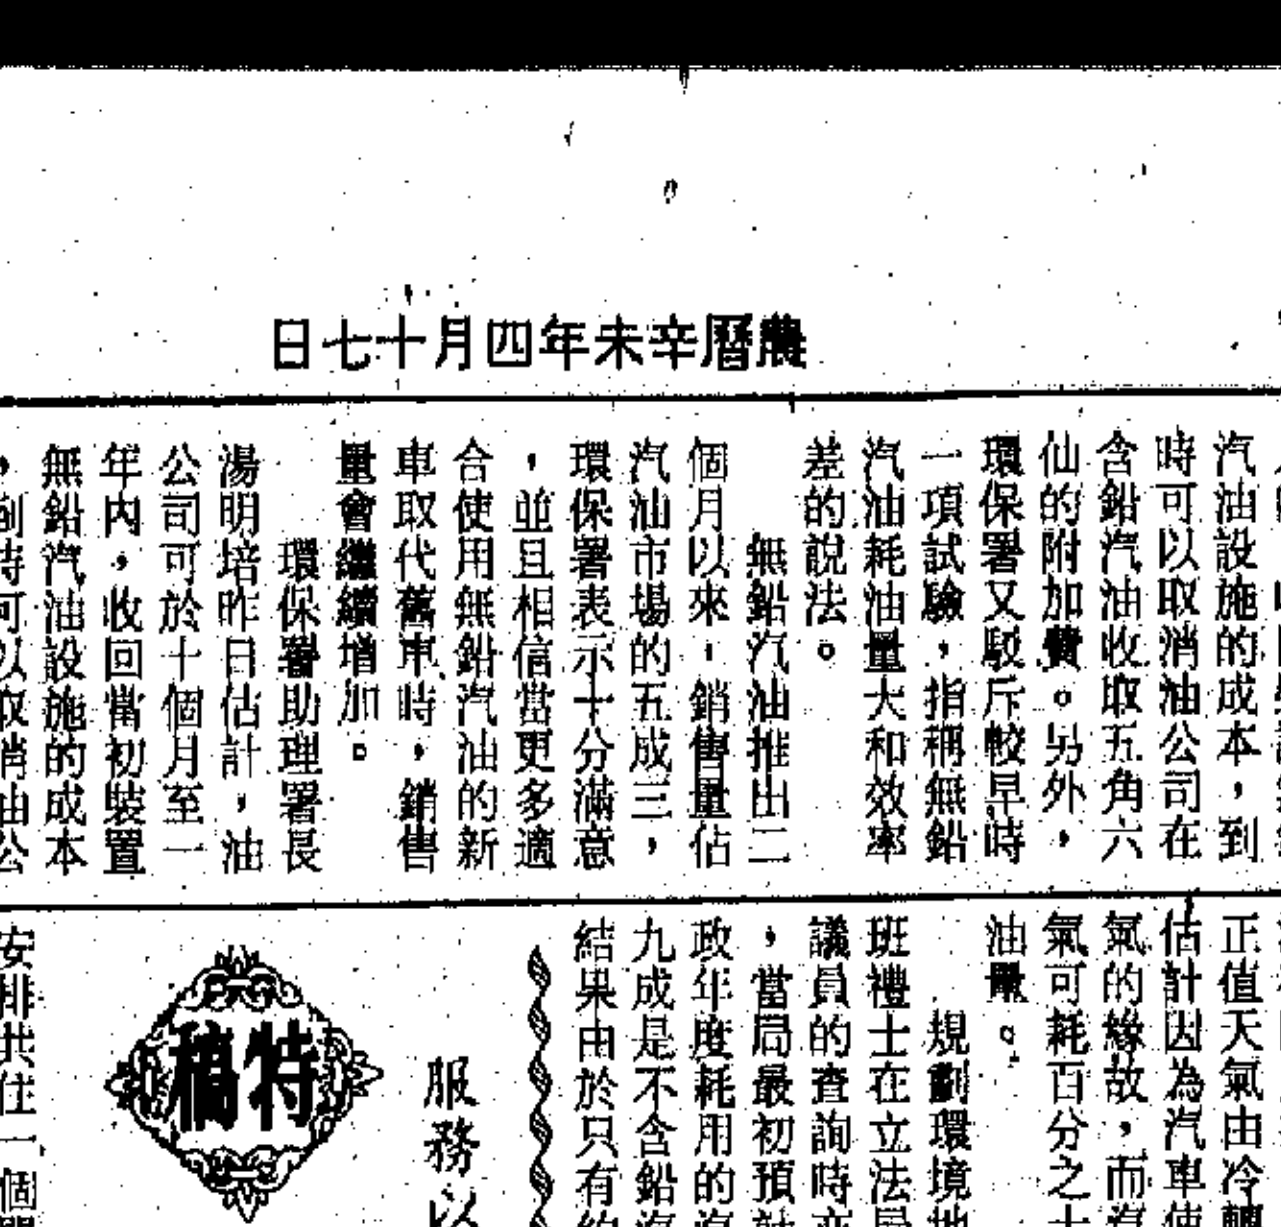 農曆辛未年四月十七日
汽油設施的成本，到
時可以取消油公司在
含鉛汽油收取五角六
仙的附加費。另外，
環保署又駁斥較早時
一項試驗，指稱無鉛
汽油耗油量大和效率
差的說法。
無鉛汽油推出二
個月以來，銷售量佔
汽油市場的五成三，
環保署表示十分滿意
，並且相信當更多適
合使用無鉛汽油的新
車取代舊車時，銷售
量會繼續增加。
環保署助理署長
湯明培昨日估計，油
公司可於十個月至一
年內，收回當初裝置
無鉛汽油設施的成本
，到時可以取消油公
正值天氣由冷轉
估計因為汽車使
氣的緣故，而汽
氣可耗百分之十
油量。
規劃環境地
班禮士在立法局
議員的查詢時亦
，當局最初預計
政年度耗用的汽
九成是不含鉛汽
結果由於只有約
服務以
特稿
安排共住一個